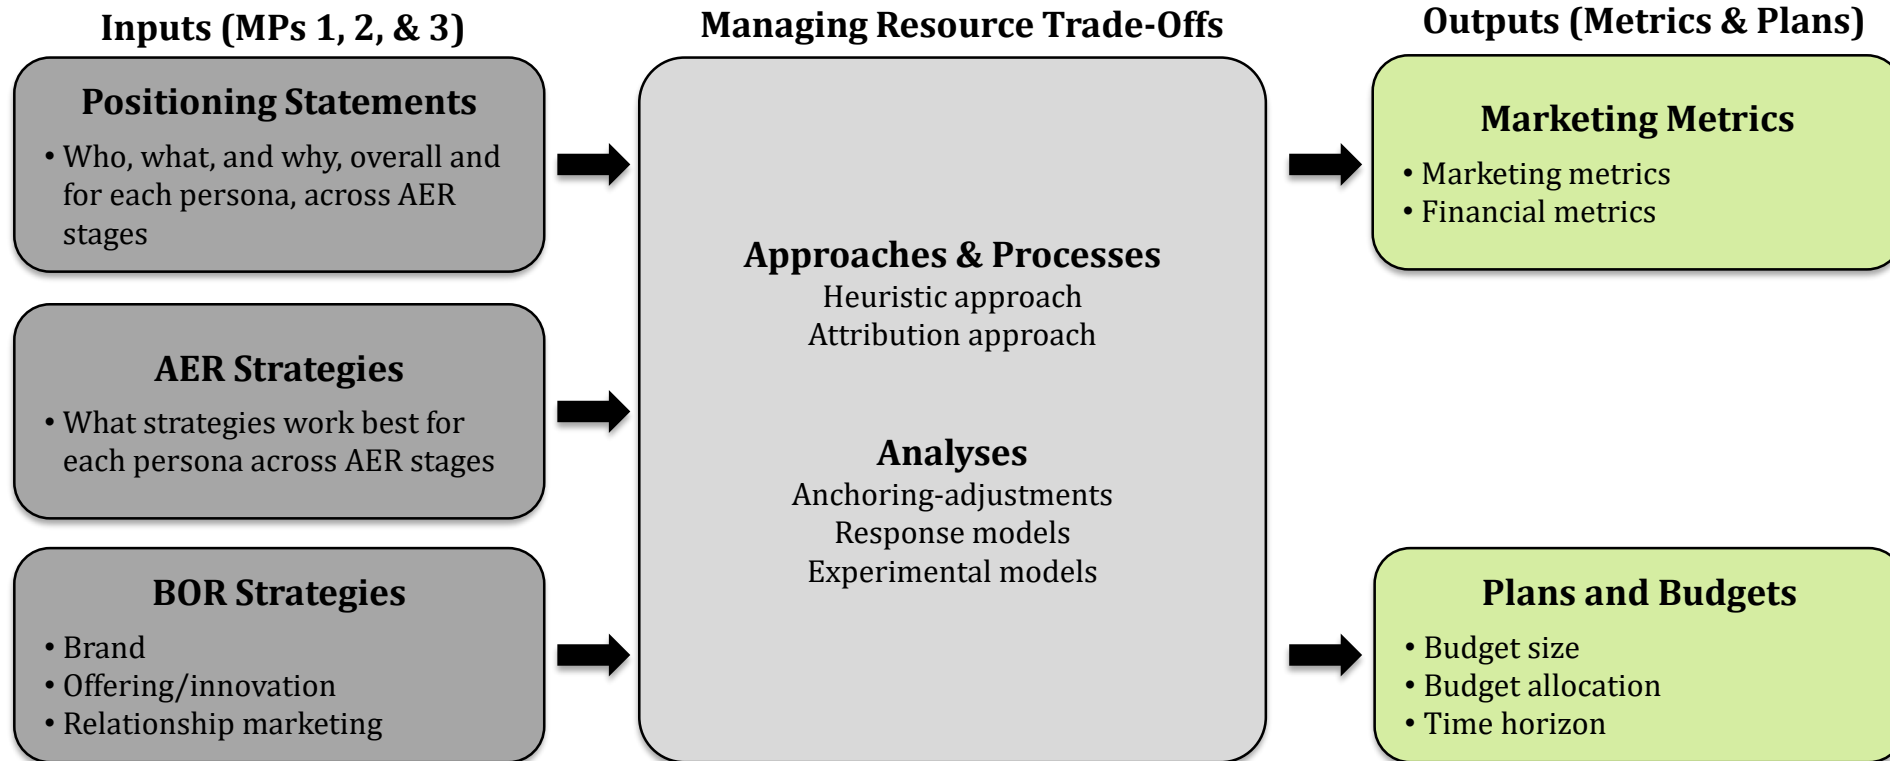 Inputs (MPs 1, 2, & 3)
Positioning Statements
• Who, what, and why, overall and
for each persona, across AER
stages
AER Strategies
• What strategies work best for
each persona across AER stages
BOR Strategies
• Brand
• Offering/innovation
• Relationship marketing
Managing Resource Trade-Offs
Approaches & Processes
Heuristic approach
Attribution approach
Analyses
Anchoring-adjustments
Response models
Experimental models
Outputs (Metrics & Plans)
Marketing Metrics
• Marketing metrics
• Financial metrics
Plans and Budgets
• Budget size
• Budget allocation
• Time horizon